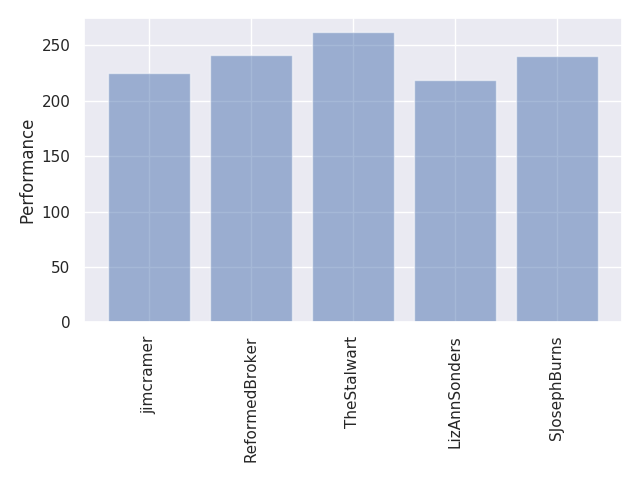 250
200
150
100
50
0
Performance
jimcramer
ReformedBroker
TheStalwart
LizAnnSonders
SJosephBurns